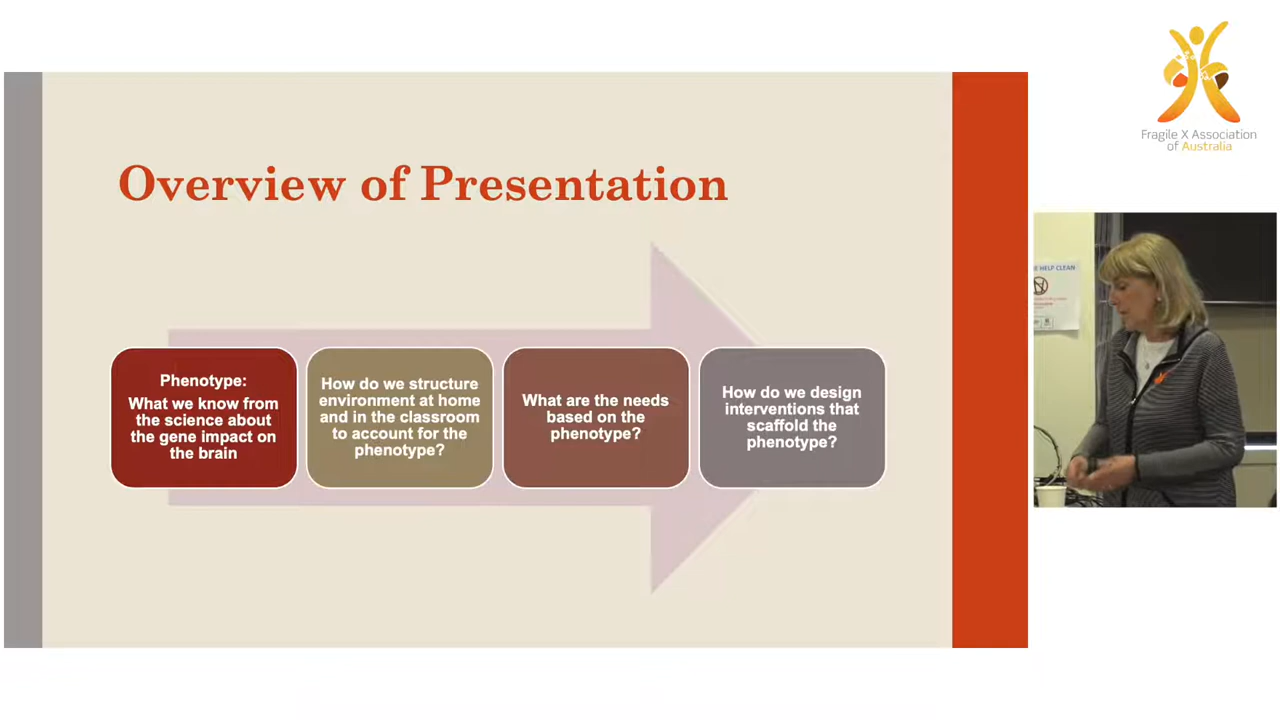 Overview of Presentation
Phenotype:
What we know from
the science about
the gene impact on
the brain
How do we structure
environment at home
and in the classroom
to account for the
phenotype?
What are the needs
based on the
phenotype?
How do we design
interventions that
scaffold the
phenotype?
Fragile X Association
of Australia
HELP CLEAN